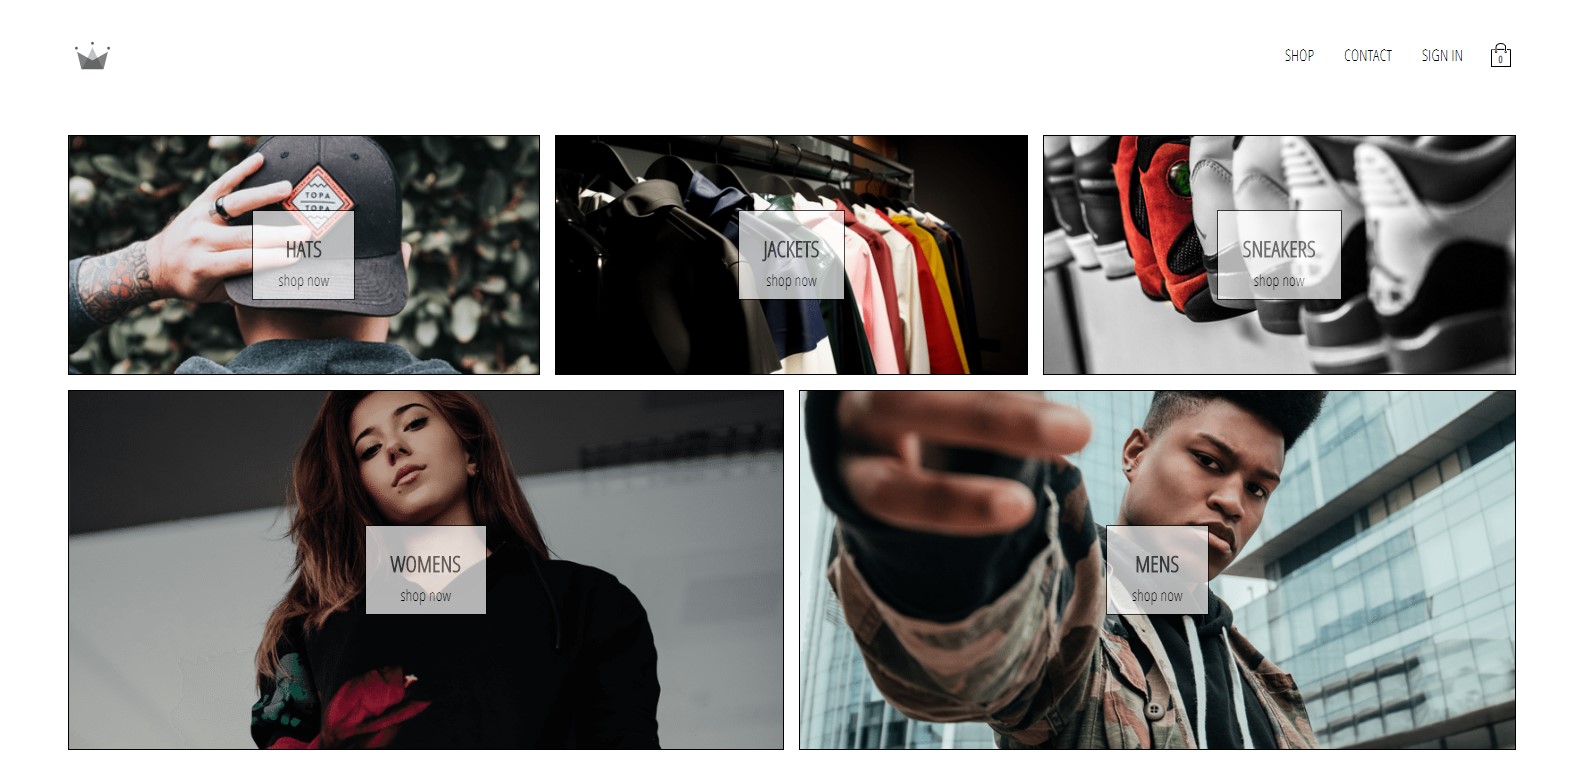 SHOP
CONTACT
SIGN IN
0
TOPA
TOPA
HATS
shop now
JACKETS
shop now
SNEAKERS
shop now
WOMENS
shop now
MENS
shop now